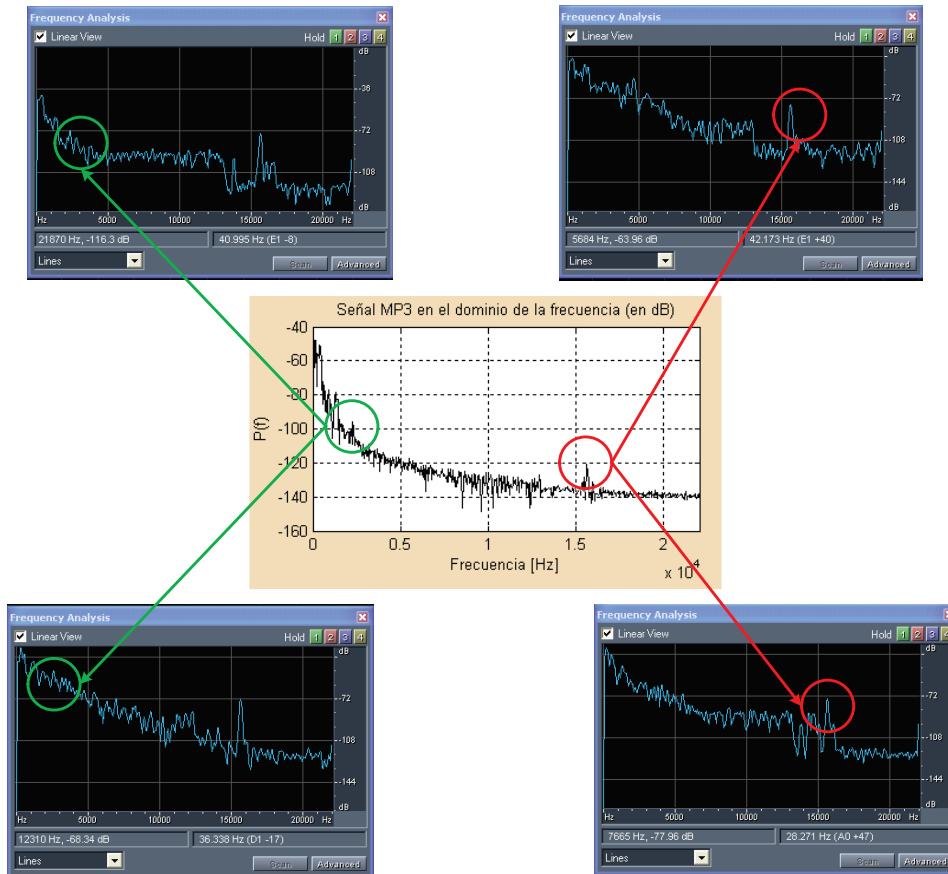 Frequency Analysis
Linear View Hold 1 2 3 4
dB
-36
-72
-108
dB
Hz 5000 10000 15000 20000 Hz
21870 Hz, -116.3 dB 40.995 Hz (E1 -8)
Lines Scan Advanced
Frequency Analysis
Linear View Hold 1 2 3 4
dB
-72
-108
-144
dB
Hz 5000 10000 15000 20000 Hz
5684 Hz, -63.96 dB 42.173 Hz (E1 +40)
Lines Scan Advanced
Señal MP3 en el dominio de la frecuencia (en dB)
P(f)
-40
-60
-80
-100
-120
-140
-160
0 0.5 1 1.5 2
x 10^4
Frecuencia [Hz]
Frequency Analysis
Linear View Hold 1 2 3 4
dB
-72
-108
-144
dB
Hz 5000 10000 15000 20000 Hz
12310 Hz, -68.34 dB 36.338 Hz (D1 -17)
Lines Scan Advanced
Frequency Analysis
Linear View Hold 1 2 3 4
dB
-72
-108
-144
dB
Hz 5000 10000 15000 20000 Hz
7665 Hz, -77.96 dB 28.271 Hz (A0 +47)
Lines Scan Advanced